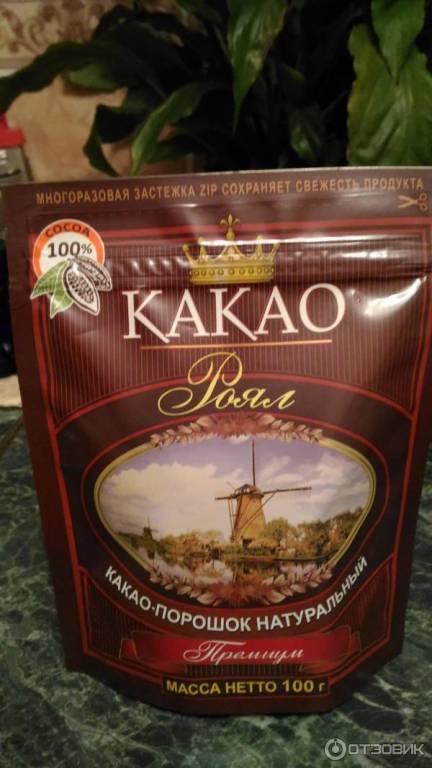 МНОГОРАЗОВАЯ ЗАСТЕЖКА ZIP СОХРАНЯЕТ СВЕЖЕСТЬ ПРОДУКТА
COCOA
100%
КАКАО
Роял
КАКАО-ПОРОШОК НАТУРАЛЬНЫЙ
Премиум
МАССА НЕТТО 100 г
ОТЗОВИК